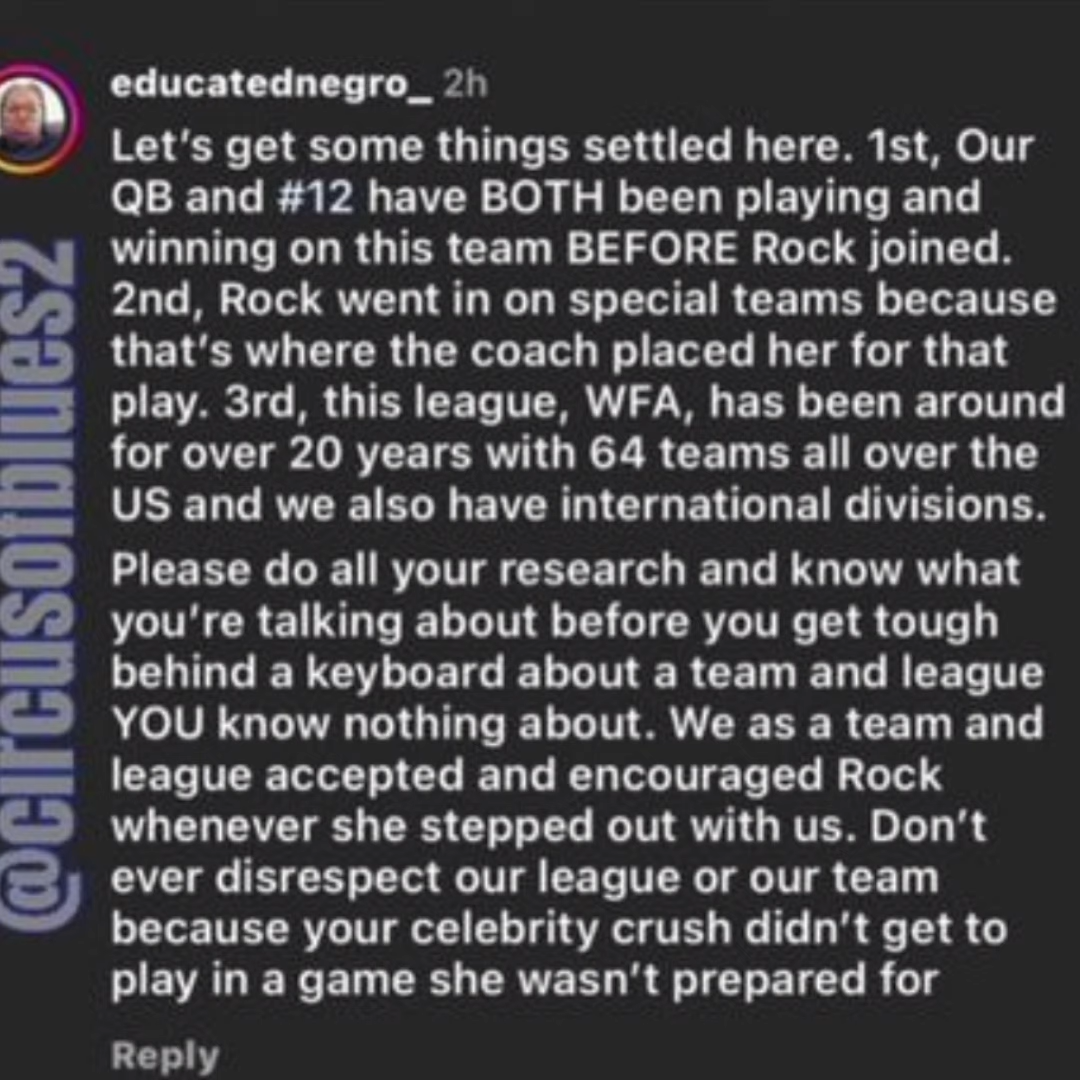 educatednegro_ 2h
Let's get some things settled here. 1st, Our
QB and #12 have BOTH been playing and
winning on this team BEFORE Rock joined.
2nd, Rock went in on special teams because
that's where the coach placed her for that
play. 3rd, this league, WFA, has been around
for over 20 years with 64 teams all over the
US and we also have international divisions.
Please do all your research and know what
you're talking about before you get tough
behind a keyboard about a team and league
YOU know nothing about. We as a team and
league accepted and encouraged Rock
whenever she stepped out with us. Don't
ever disrespect our league or our team
because your celebrity crush didn't get to
play in a game she wasn't prepared for
Reply
@circusofblues2